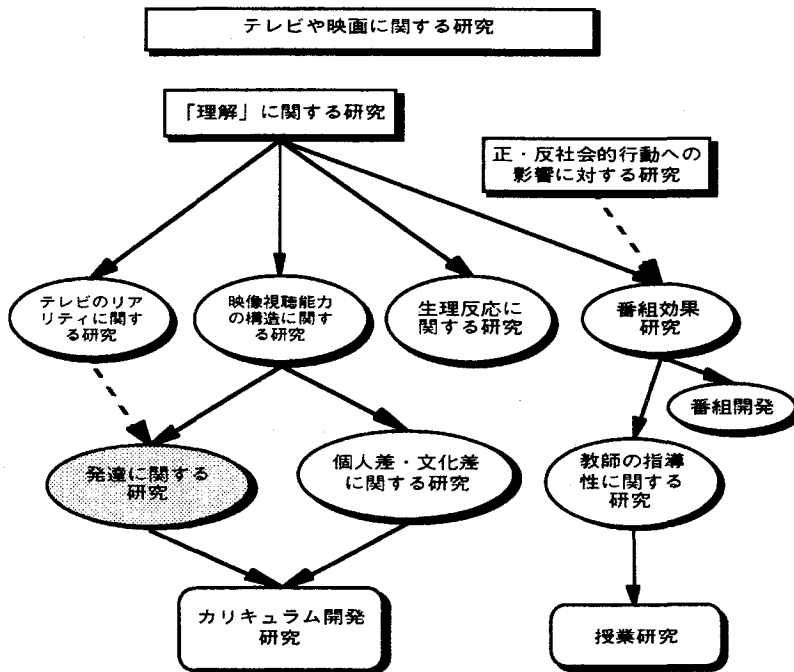 テレビや映画に関する研究
「理解」に関する研究
正・反社会的行動への
影響に対する研究
テレビのリア
リティに関す
る研究
映像視聴能力
の構造に関す
る研究
生理反応に
関する研究
番組効果
研究
番組開発
発達に関する
研究
個人差・文化差
に関する研究
教師の指導
性に関する
研究
カリキュラム開発
研究
授業研究